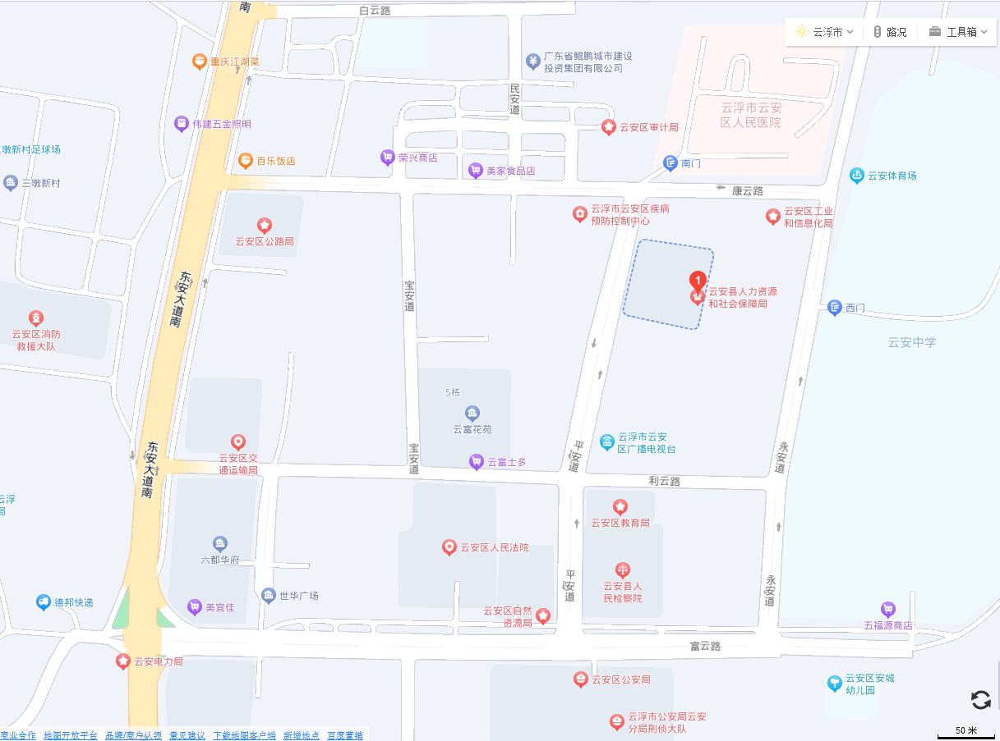 南
白云路
云浮市
路况
工具箱
重庆江湖菜
广东省鲲鹏城市建设
投资集团有限公司
民安道
云浮市云安
区人民医院
伟建五金照明
云安区审计局
三墩新村足球场
百乐饭店
荣兴商店
美家食品店
南门
云安体育场
三墩新村
康云路
云浮市云安区疾病
预防控制中心
云安区工业
和信息化局
云安区公路局
东安大道南
宝安道
1
云安县人力资源
和社会保障局
西门
云安区消防
救援大队
云安中学
5栋
云富花苑
云浮市云安
区广播电视台
东安大道南
宝安道
平安道
永安道
云安区交
通运输局
云富士多
利云路
云浮
局
云安区教育局
云安区人民法院
六都华府
平安道
永安道
云安县人
民检察院
世华广场
德邦快递
美宜佳
云安区自然
资源局
五福源商店
富云路
云安电力局
云安区公安局
云安区安城
幼儿园
云浮市公安局云安
分局刑侦大队
50 米
商业合作 地图开放平台 品牌/商户认领 意见建议 下载地图客户端 新增地点 百度营销